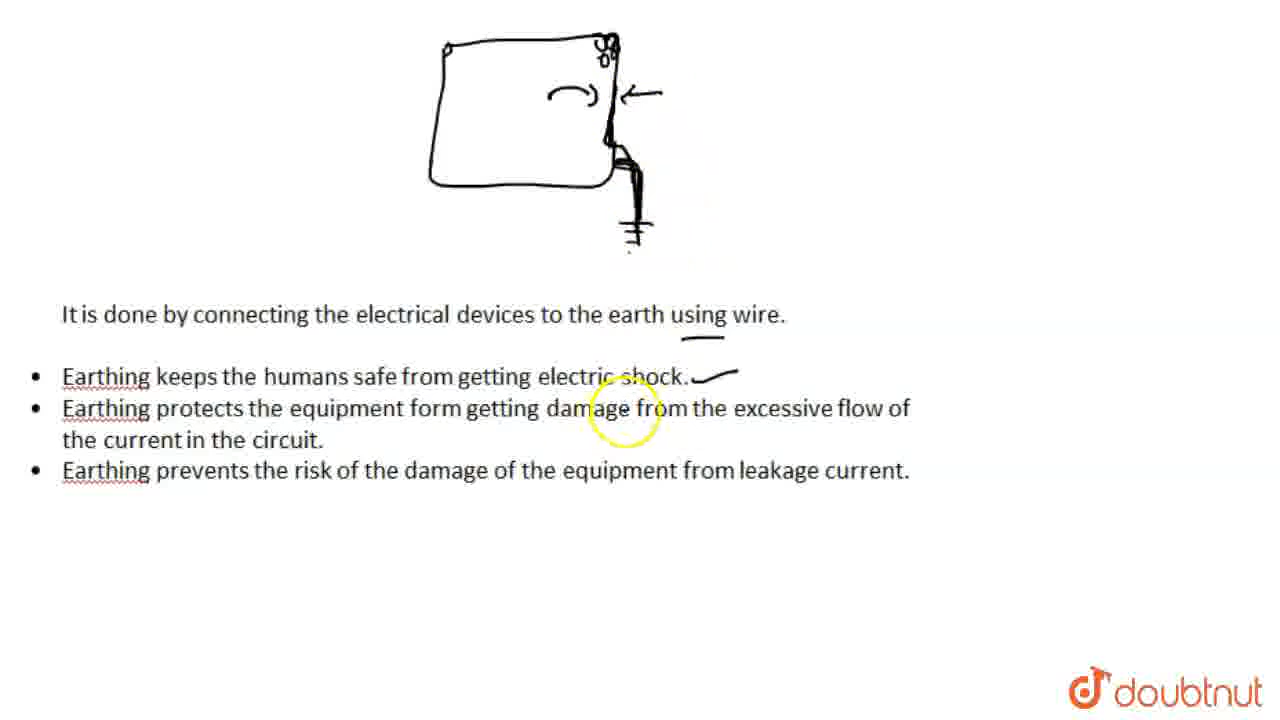 It is done by connecting the electrical devices to the earth using wire.
• Earthing keeps the humans safe from getting electric shock.
• Earthing protects the equipment form getting damage from the excessive flow of
the current in the circuit.
• Earthing prevents the risk of the damage of the equipment from leakage current.
doubtnut